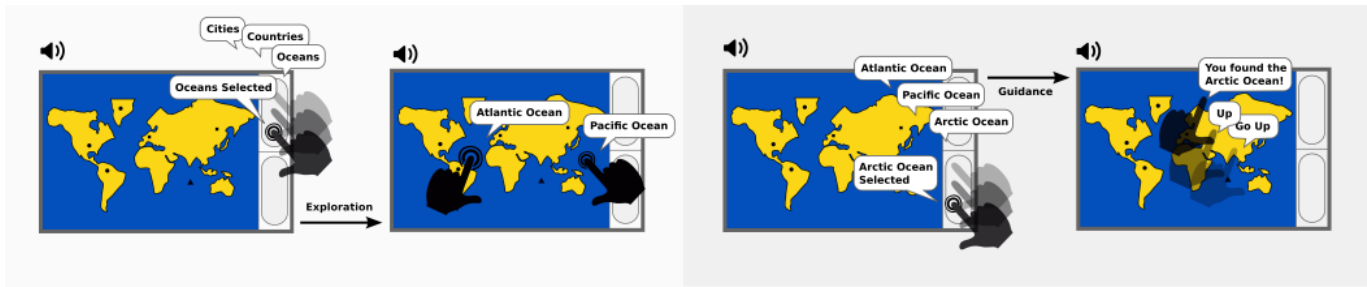 Cities
Countries
Oceans
Oceans Selected
Exploration
Atlantic Ocean
Pacific Ocean
Atlantic Ocean
Pacific Ocean
Arctic Ocean
Arctic Ocean
Selected
Guidance
You found the
Arctic Ocean!
Up
Go Up